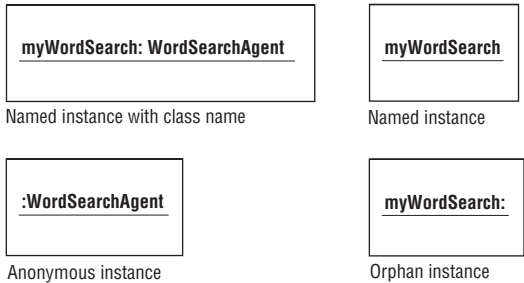 myWordSearch: WordSearchAgent
Named instance with class name
myWordSearch
Named instance
:WordSearchAgent
Anonymous instance
myWordSearch:
Orphan instance